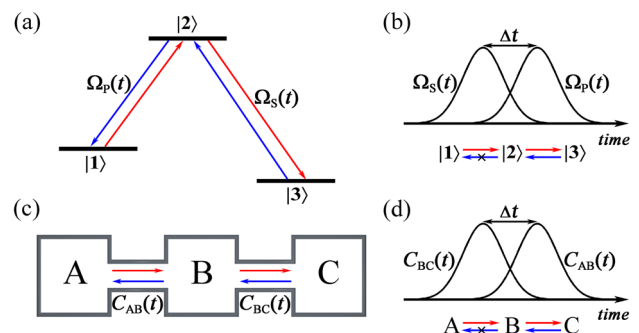 (a)
|2⟩
Ω_P(t)
Ω_S(t)
|1⟩
|3⟩
(b)
Δt
Ω_S(t)
Ω_P(t)
time
|1⟩ |2⟩ |3⟩
(c)
A B C
C_AB(t) C_BC(t)
(d)
Δt
C_BC(t)
C_AB(t)
time
A B C